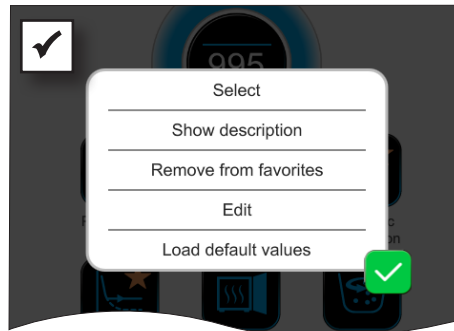 995
Select
Show description
Remove from favorites
Edit
Load default values